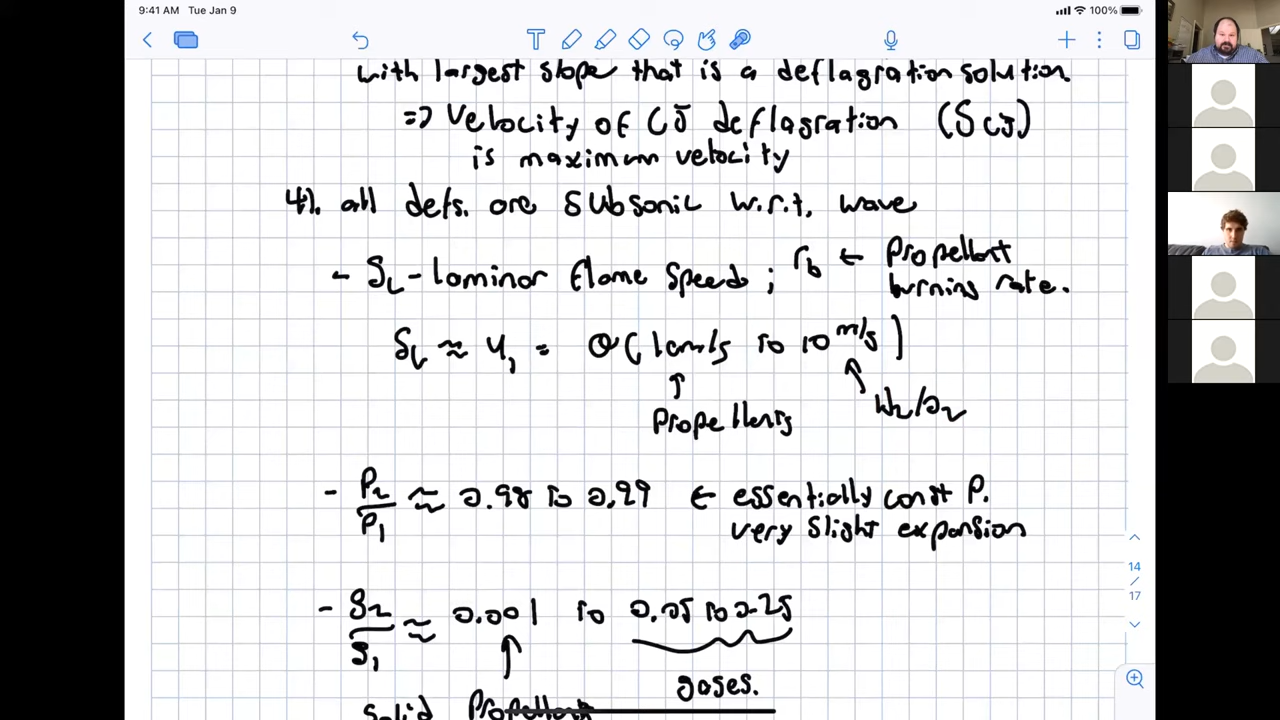 9:41 AM Tue Jan 9
100%
with largest slope that is a deflagration solution
=> Velocity of CJ deflagration (SCJ)
is maximum velocity
4). all defs. are subsonic w.r.t. wave
- SL - laminar flame speed ; rb ← Propellant
burning rate.
SL ≈ u1 = O( 1cm/s to 10 m/s )
↑ ↑
Propellants H2/O2
- P2/P1 ≈ 0.98 to 0.99 ← essentially const P.
very slight expansion
- ρ2/ρ1 ≈ 0.001 to 0.05 to 0.25
↑
gases.
Solid Propellant
14
/
17